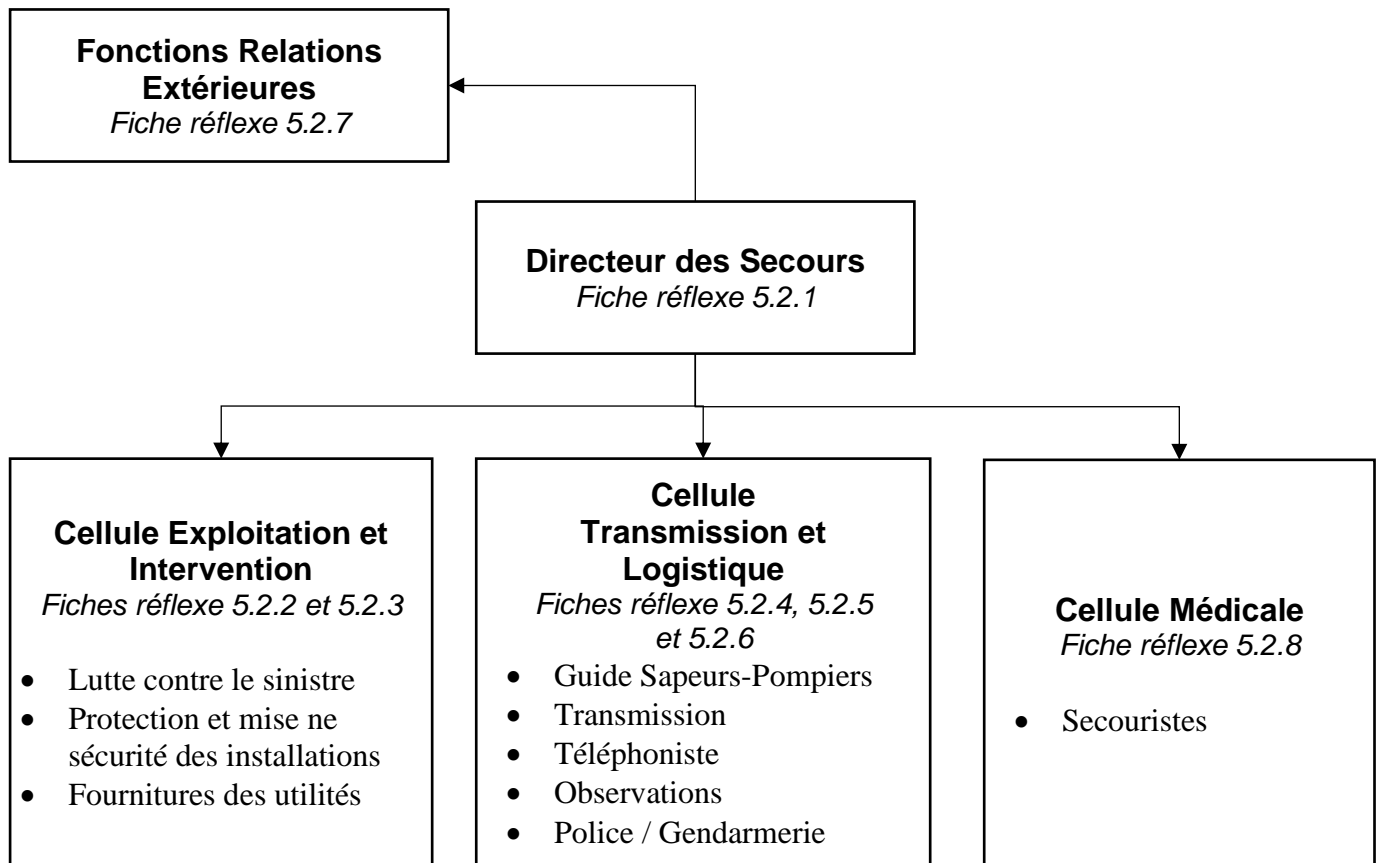 Fonctions Relations
Extérieures
Fiche réflexe 5.2.7
Directeur des Secours
Fiche réflexe 5.2.1
Cellule Exploitation et
Intervention
Fiches réflexe 5.2.2 et 5.2.3
• Lutte contre le sinistre
• Protection et mise ne
sécurité des installations
• Fournitures des utilités
Cellule
Transmission et
Logistique
Fiches réflexe 5.2.4, 5.2.5
et 5.2.6
• Guide Sapeurs-Pompiers
• Transmission
• Téléphoniste
• Observations
• Police / Gendarmerie
Cellule Médicale
Fiche réflexe 5.2.8
• Secouristes